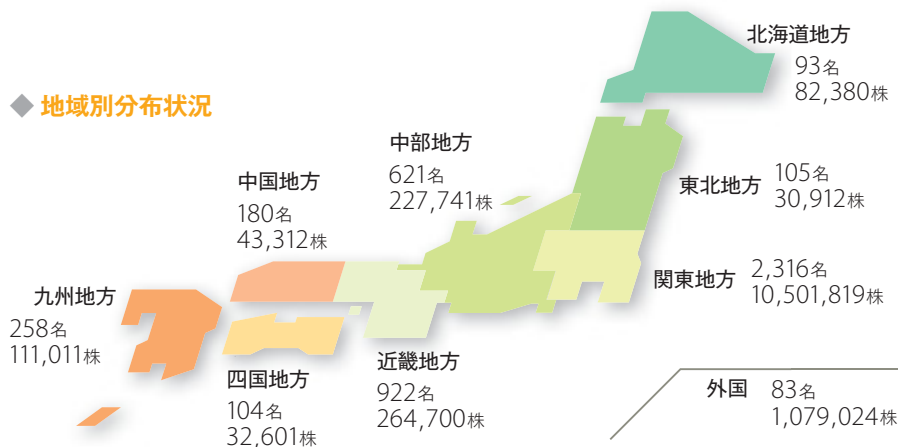 ◆ 地域別分布状況
北海道地方
93名
82,380株
東北地方
105名
30,912株
関東地方
2,316名
10,501,819株
中部地方
621名
227,741株
中国地方
180名
43,312株
九州地方
258名
111,011株
四国地方
104名
32,601株
近畿地方
922名
264,700株
外国
83名
1,079,024株